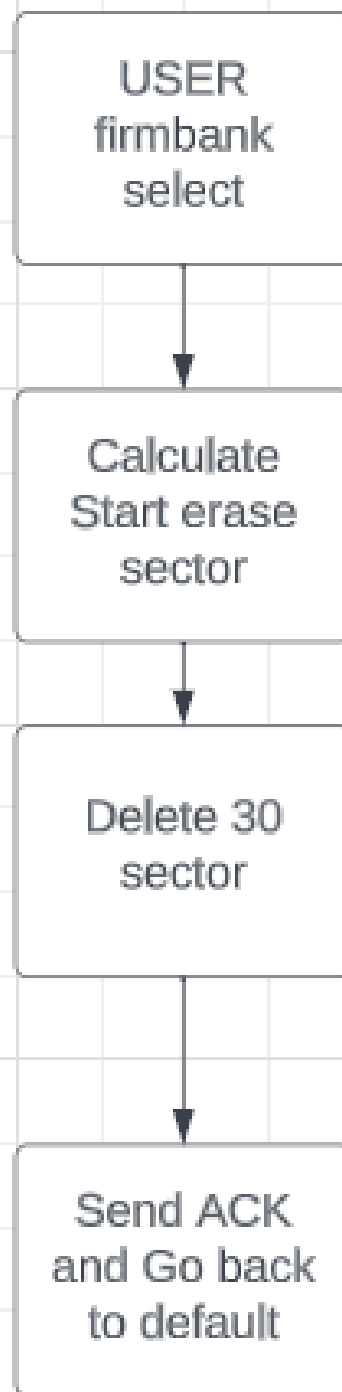 USER
firmbank
select
Calculate
Start erase
sector
Delete 30
sector
Send ACK
and Go back
to default